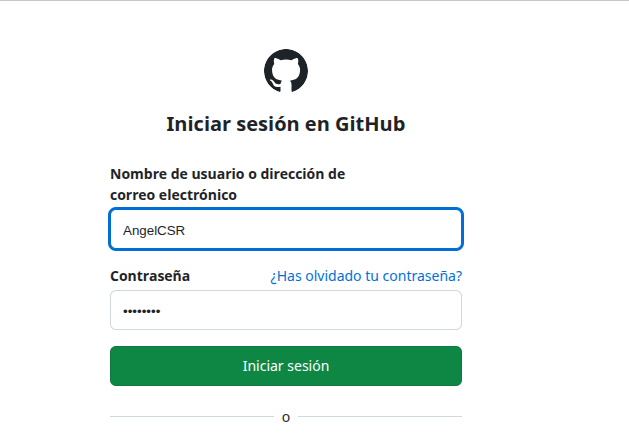 Iniciar sesión en GitHub
Nombre de usuario o dirección de
correo electrónico
AngelCSR
Contraseña ¿Has olvidado tu contraseña?
••••••••
Iniciar sesión
o